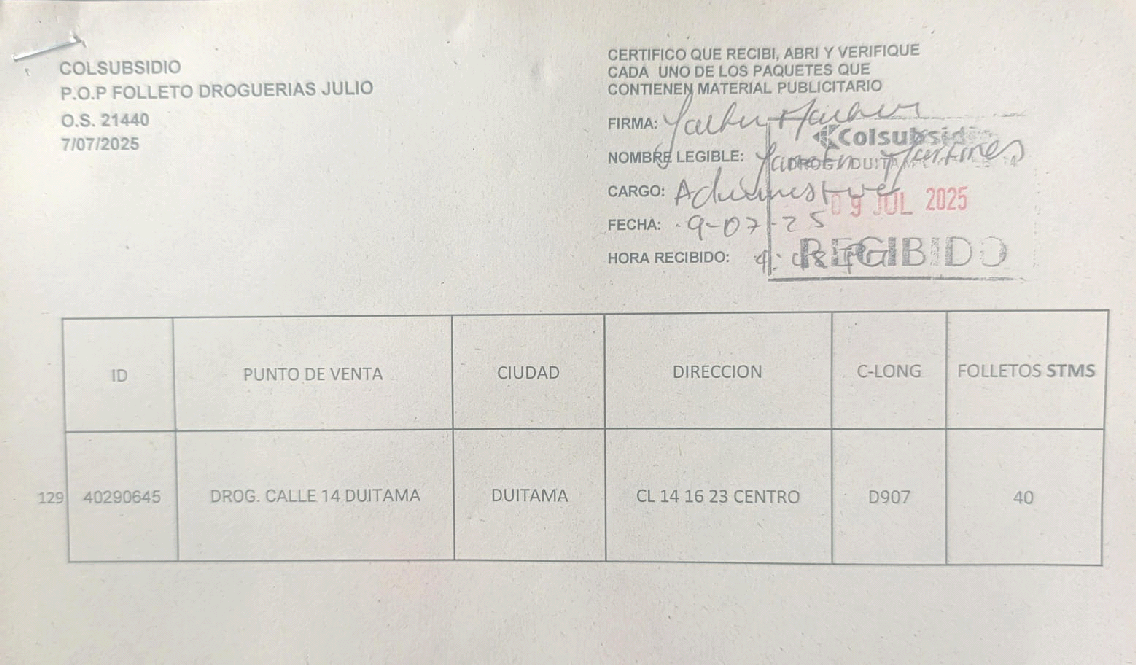 COLSUBSIDIO
P.O.P FOLLETO DROGUERIAS JULIO
O.S. 21440
7/07/2025
CERTIFICO QUE RECIBI, ABRI Y VERIFIQUE
CADA UNO DE LOS PAQUETES QUE
CONTIENEN MATERIAL PUBLICITARIO
FIRMA:
Colsubsidio
NOMBRE LEGIBLE: Martines
CARGO:
09 JUL 2025
FECHA: 9-07-25
HORA RECIBIDO:
RECIBIDO
ID PUNTO DE VENTA CIUDAD DIRECCION C-LONG FOLLETOS STMS
129 40290645 DROG. CALLE 14 DUITAMA DUITAMA CL 14 16 23 CENTRO D907 40